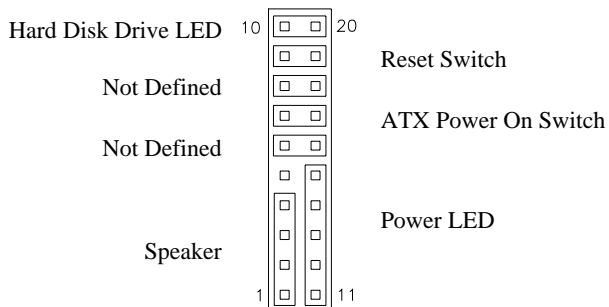 Hard Disk Drive LED
10
20
Reset Switch
Not Defined
ATX Power On Switch
Not Defined
Power LED
Speaker
1
11